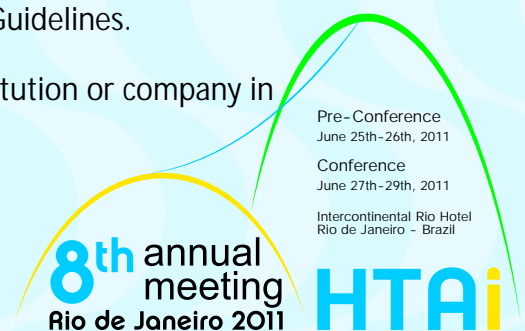 Guidelines.
tution or company in
Pre-Conference
June 25th-26th, 2011
Conference
June 27th-29th, 2011
Intercontinental Rio Hotel
Rio de Janeiro - Brazil
8th annual
meeting
Rio de Janeiro 2011
HTAi